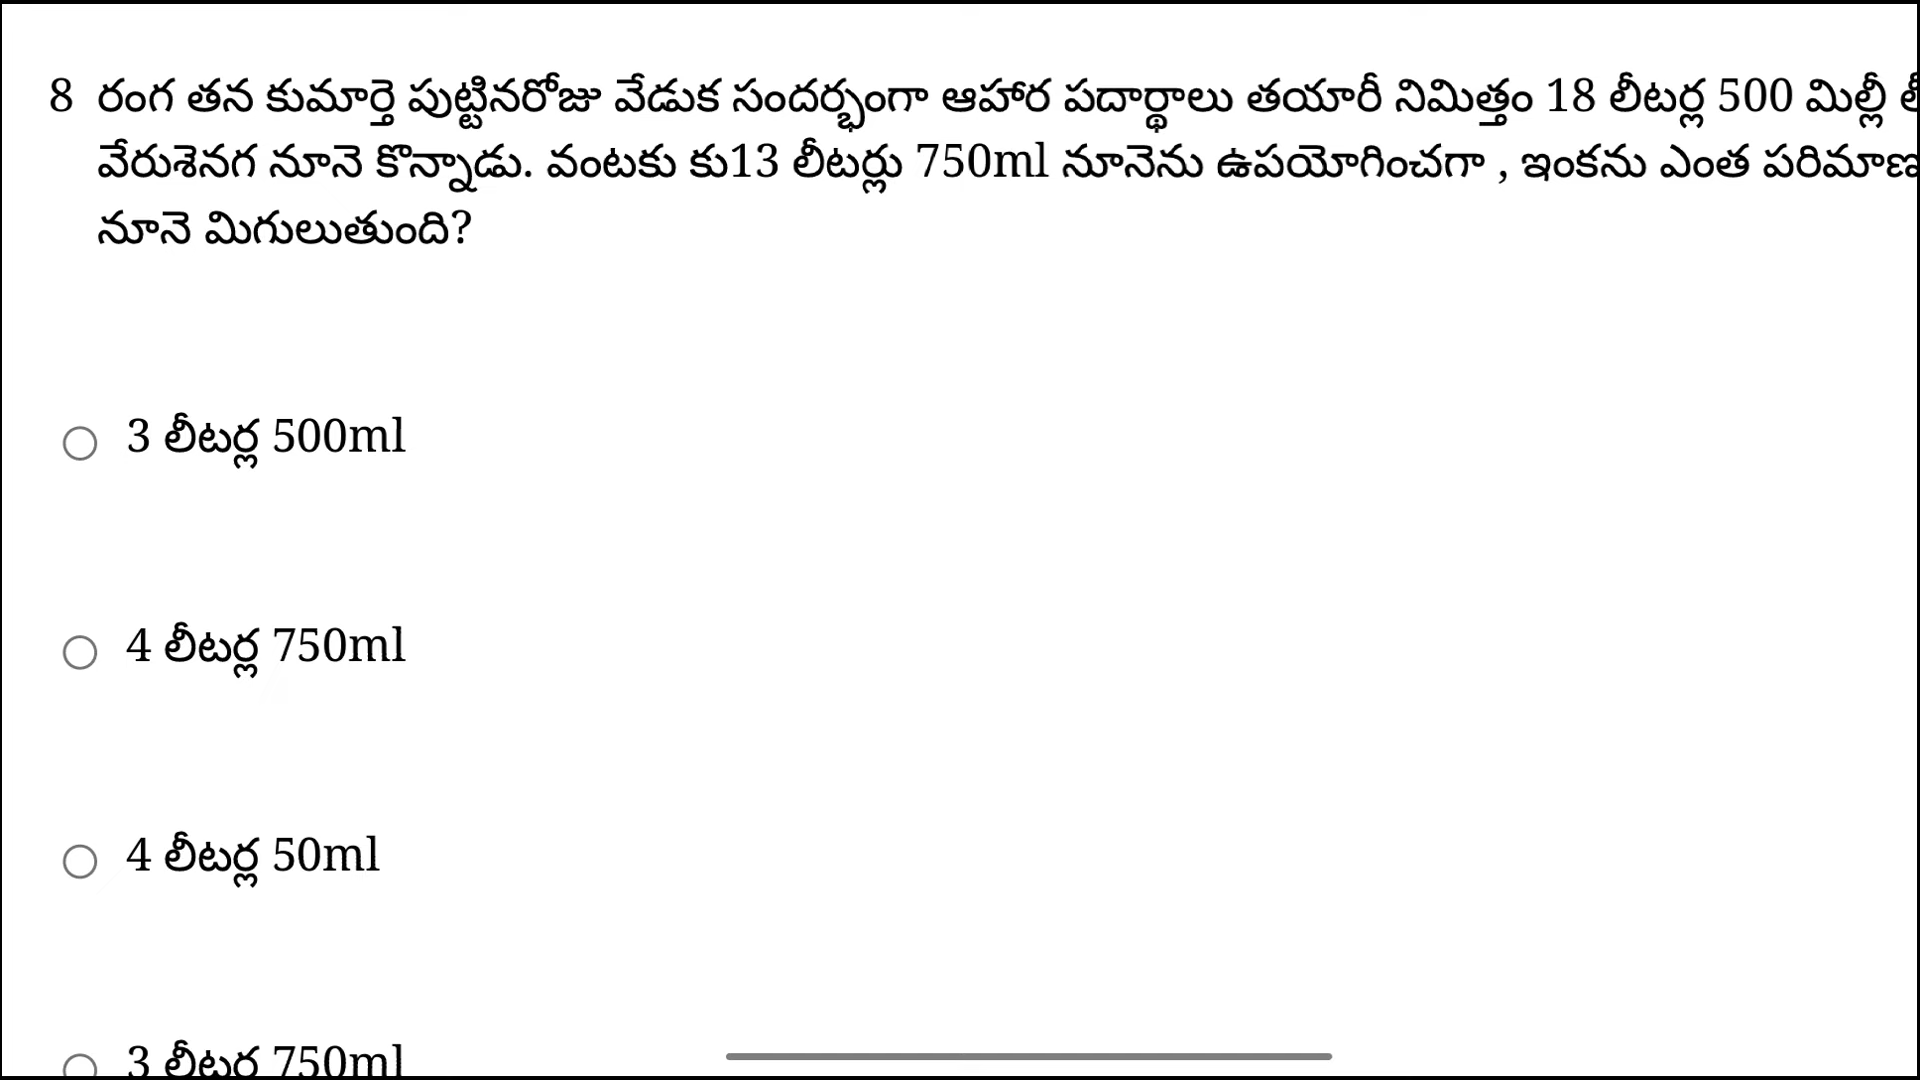 8 రంగ తన కుమార్తె పుట్టినరోజు వేడుక సందర్భంగా ఆహార పదార్థాలు తయారీ నిమిత్తం 18 లీటర్ల 500 మిల్లీ
వేరుశెనగ నూనె కొన్నాడు. వంటకు కు13 లీటర్లు 750ml నూనెను ఉపయోగించగా , ఇంకను ఎంత పరిమాణ
నూనె మిగులుతుంది?
3 లీటర్ల 500ml
4 లీటర్ల 750ml
4 లీటర్ల 50ml
3 లీటర్ల 750ml